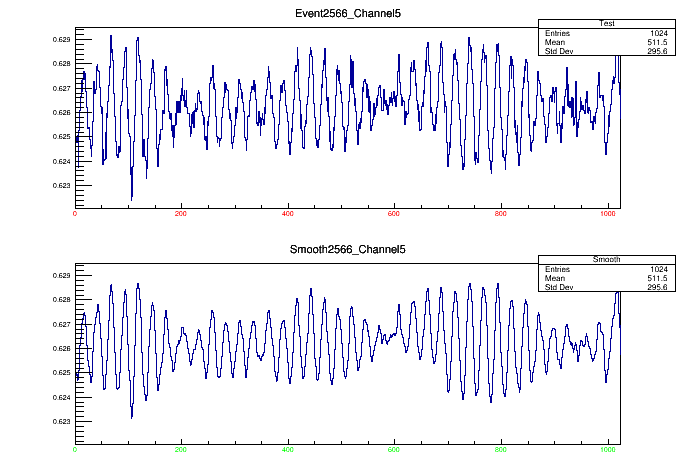 Event2566_Channel5
Test
Entries 1024
Mean 511.5
Std Dev 295.6
0.629
0.628
0.627
0.626
0.625
0.624
0.623
0 200 400 600 800 1000
Smooth2566_Channel5
Smooth
Entries 1024
Mean 511.5
Std Dev 295.6
0.629
0.628
0.627
0.626
0.625
0.624
0.623
0 200 400 600 800 1000